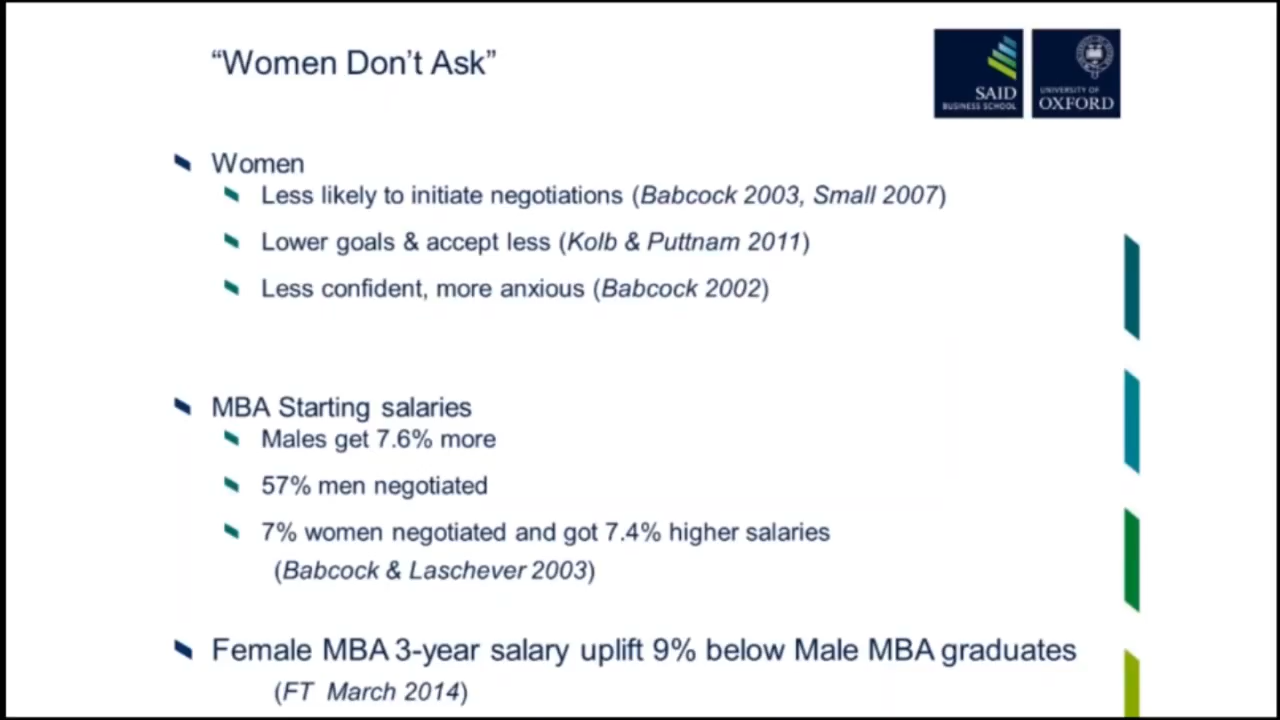 “Women Don’t Ask”
SAID
BUSINESS SCHOOL
UNIVERSITY OF
OXFORD
Women
Less likely to initiate negotiations (Babcock 2003, Small 2007)
Lower goals & accept less (Kolb & Puttnam 2011)
Less confident, more anxious (Babcock 2002)
MBA Starting salaries
Males get 7.6% more
57% men negotiated
7% women negotiated and got 7.4% higher salaries
(Babcock & Laschever 2003)
Female MBA 3-year salary uplift 9% below Male MBA graduates
(FT March 2014)